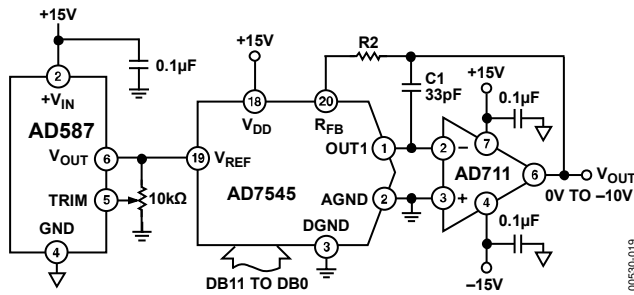 +15V
2
0.1µF
+VIN
AD587
VOUT
6
TRIM
5
10kΩ
GND
4
+15V
18
VDD
20
RFB
19
VREF
AD7545
OUT1
1
AGND
2
DGND
3
DB11 TO DB0
R2
C1
33pF
+15V
0.1µF
7
2
–
AD711
6
VOUT
0V TO –10V
3
+
4
0.1µF
–15V
00530-019